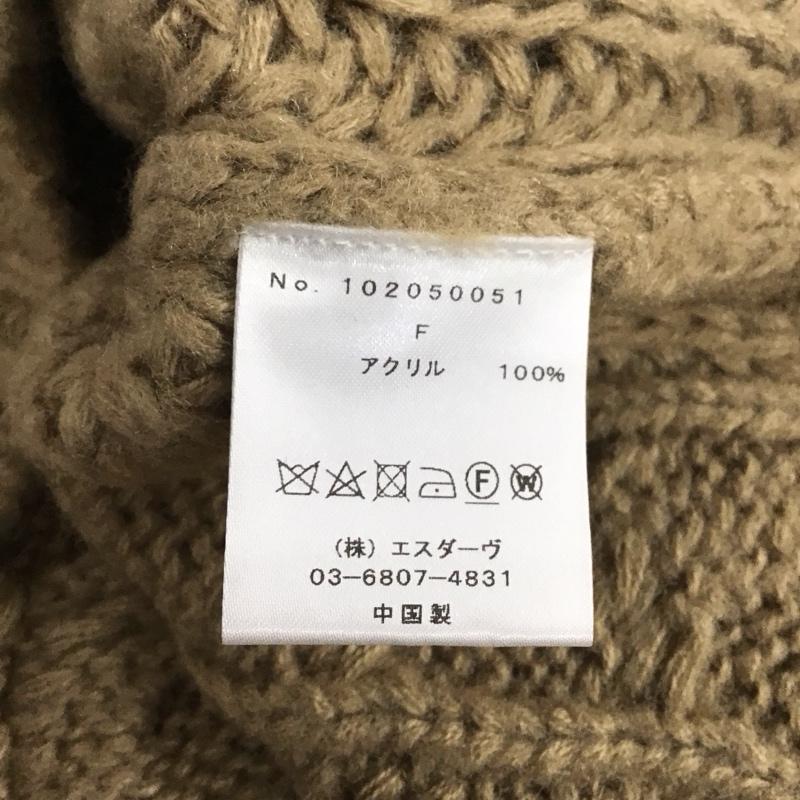 No. 102050051
F
アクリル 100%
F W
（株）エスダーヴ
03-6807-4831
中国製